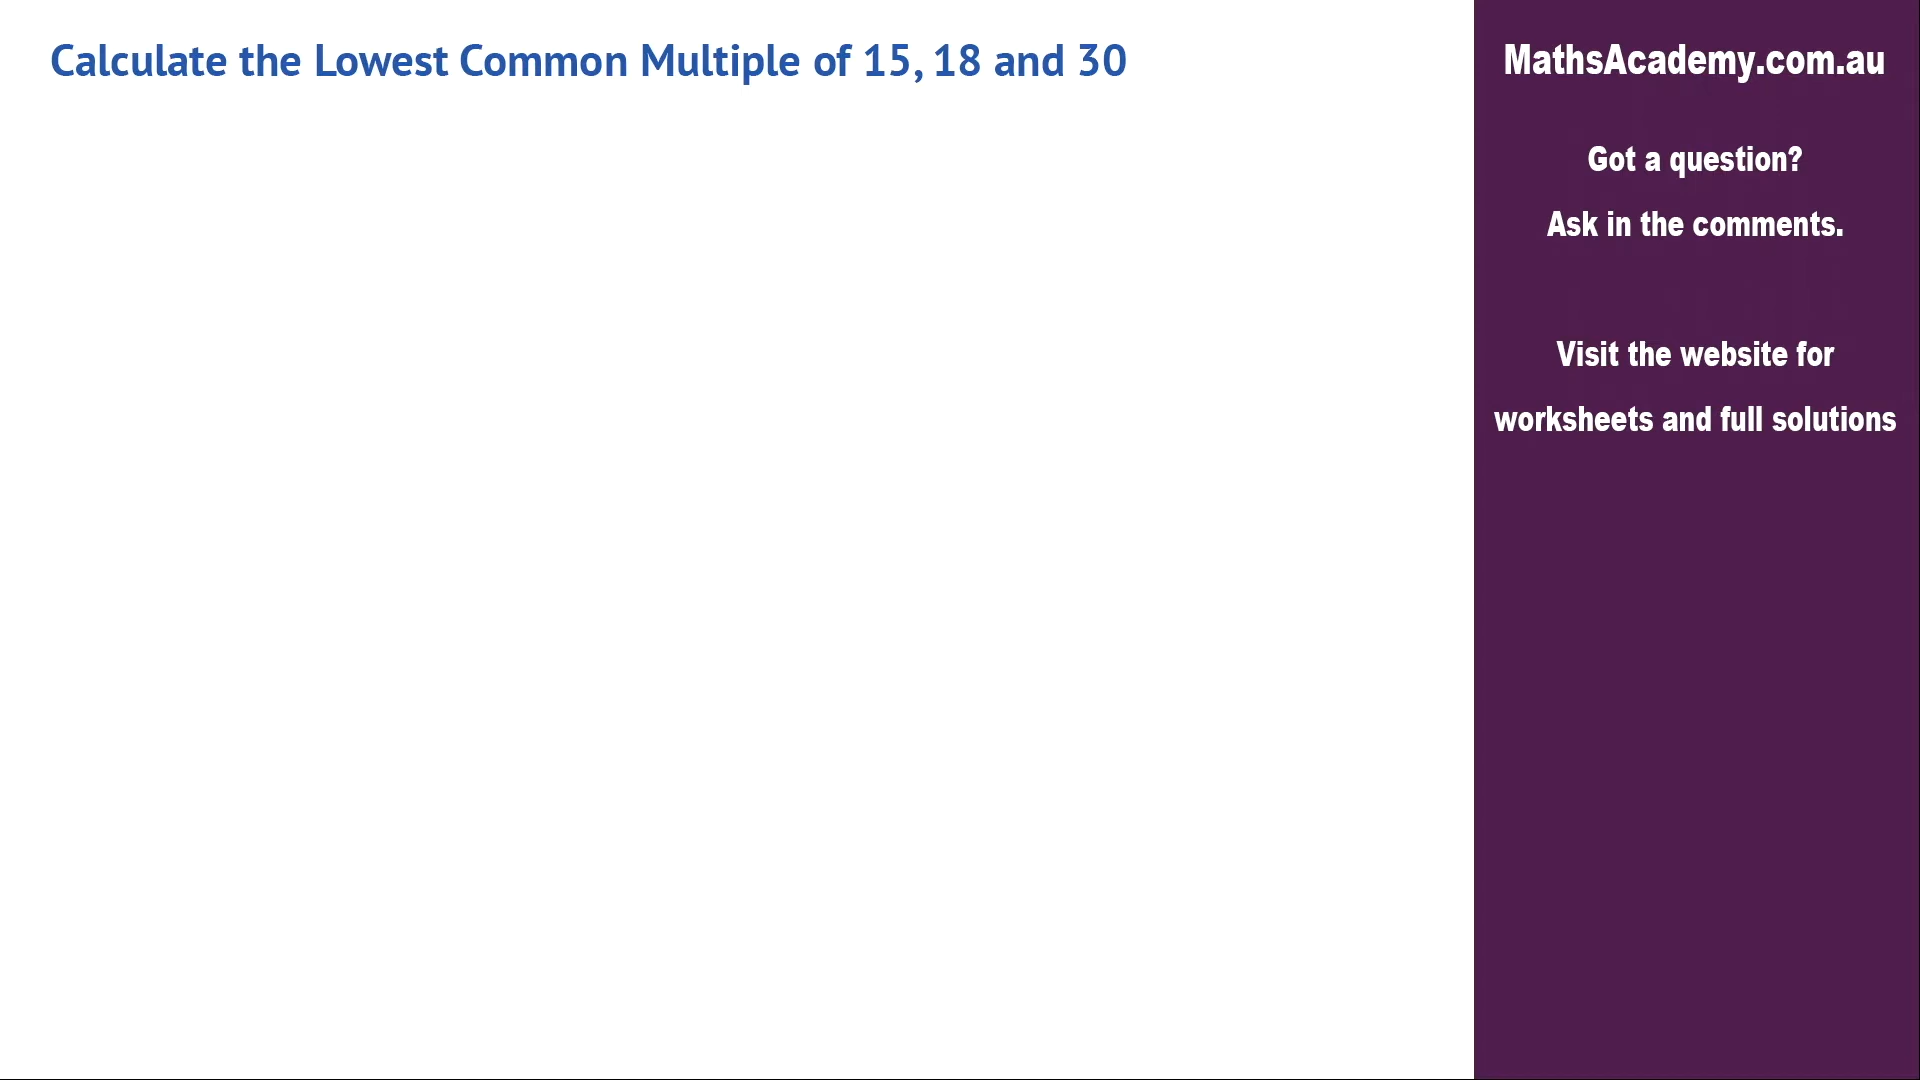 Calculate the Lowest Common Multiple of 15, 18 and 30
MathsAcademy.com.au
Got a question?
Ask in the comments.
Visit the website for
worksheets and full solutions